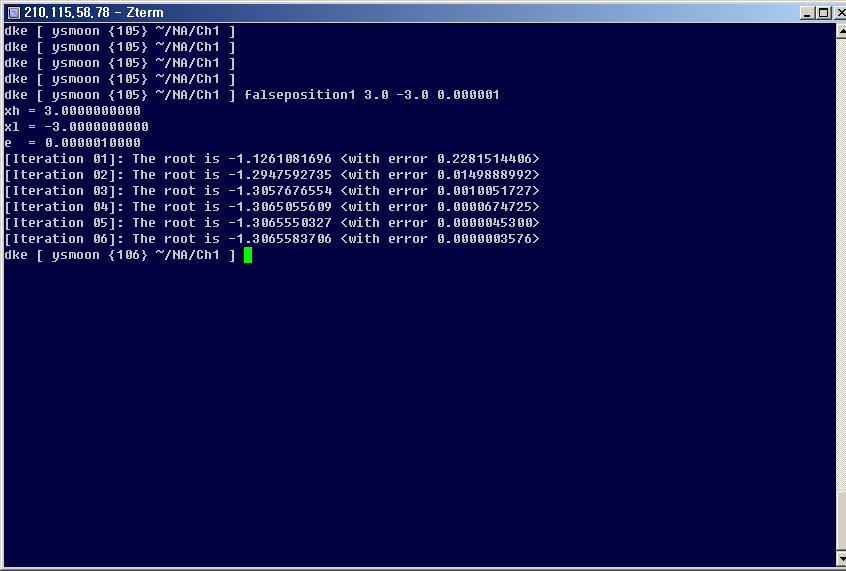 210.115.58.78 - Zterm
dke [ ysmoon {105} ~/NA/Ch1 ]
dke [ ysmoon {105} ~/NA/Ch1 ]
dke [ ysmoon {105} ~/NA/Ch1 ]
dke [ ysmoon {105} ~/NA/Ch1 ]
dke [ ysmoon {105} ~/NA/Ch1 ] falseposition1 3.0 -3.0 0.000001
xh = 3.0000000000
xl = -3.0000000000
e  = 0.0000010000
[Iteration 01]: The root is -1.1261081696 <with error 0.2281514406>
[Iteration 02]: The root is -1.2947592735 <with error 0.0149888992>
[Iteration 03]: The root is -1.3057676554 <with error 0.0010051727>
[Iteration 04]: The root is -1.3065055609 <with error 0.0000674725>
[Iteration 05]: The root is -1.3065550327 <with error 0.0000045300>
[Iteration 06]: The root is -1.3065583706 <with error 0.0000003576>
dke [ ysmoon {106} ~/NA/Ch1 ]